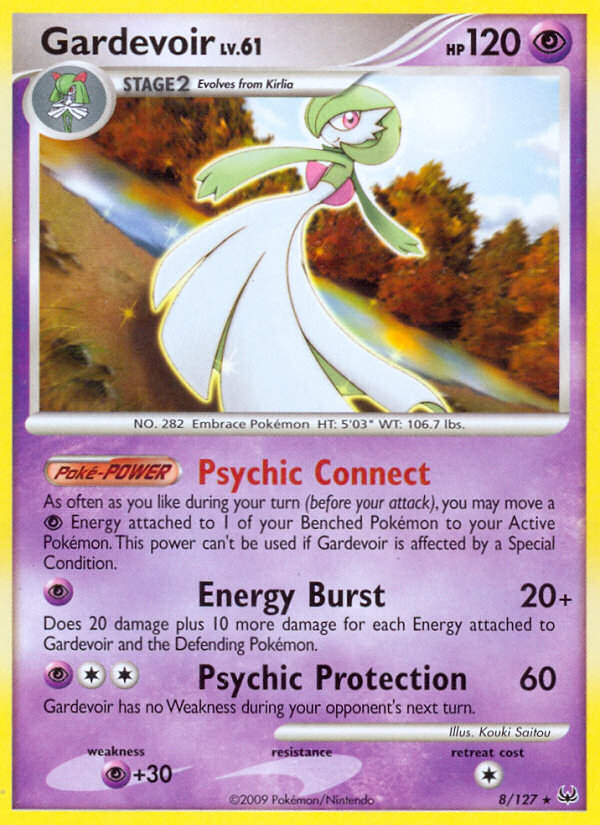 Gardevoir LV.61 HP 120
STAGE2 Evolves from Kirlia
NO. 282 Embrace Pokémon HT: 5'03" WT: 106.7 lbs.
Poké-POWER Psychic Connect
As often as you like during your turn (before your attack), you may move a
Energy attached to 1 of your Benched Pokémon to your Active
Pokémon. This power can't be used if Gardevoir is affected by a Special
Condition.
Energy Burst 20+
Does 20 damage plus 10 more damage for each Energy attached to
Gardevoir and the Defending Pokémon.
Psychic Protection 60
Gardevoir has no Weakness during your opponent's next turn.
Illus. Kouki Saitou
weakness resistance retreat cost
+30
©2009 Pokémon/Nintendo 8/127 ★